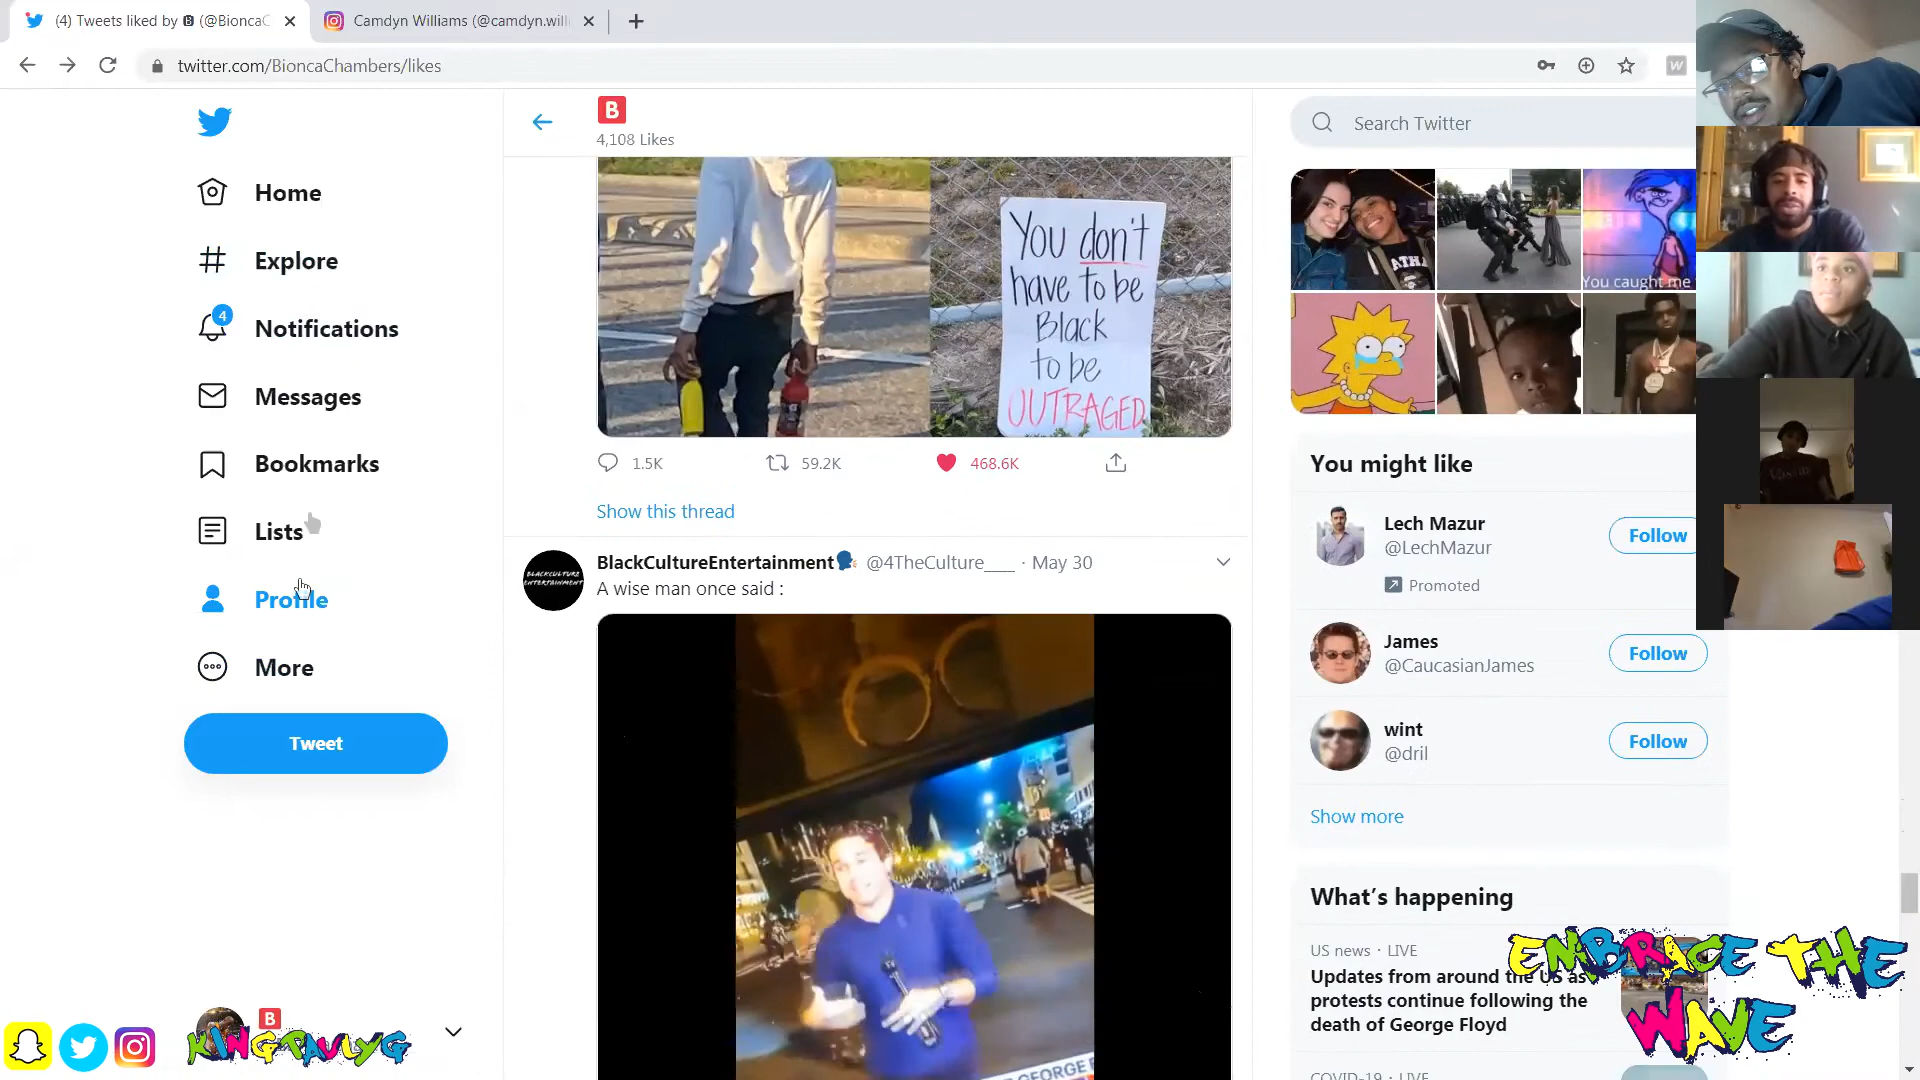 (4) Tweets liked by B (@BioncaC
Camdyn Williams (@camdyn.will
twitter.com/BioncaChambers/likes
B
4,108 Likes
Search Twitter
Home
Explore
4
Notifications
Messages
Bookmarks
Lists
Profile
More
Tweet
You don't
have to be
Black
to be
OUTRAGED
1.5K
59.2K
468.6K
Show this thread
BLACKCULTURE
ENTERTAINMENT
BlackCultureEntertainment @4TheCulture___ · May 30
A wise man once said :
GEORGE
You caught me
You might like
Lech Mazur
@LechMazur
Follow
Promoted
James
@CaucasianJames
Follow
wint
@dril
Follow
Show more
What's happening
US news · LIVE
Updates from around the US as
protests continue following the
death of George Floyd
COVID-19 · LIVE
B
KINGPAVLYG
EMBRACE THE
WAVE